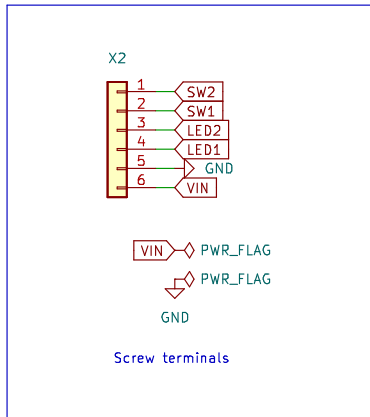 X2
1 SW2
2 SW1
3 LED2
4 LED1
5 GND
6 VIN
VIN PWR_FLAG
PWR_FLAG
GND
Screw terminals